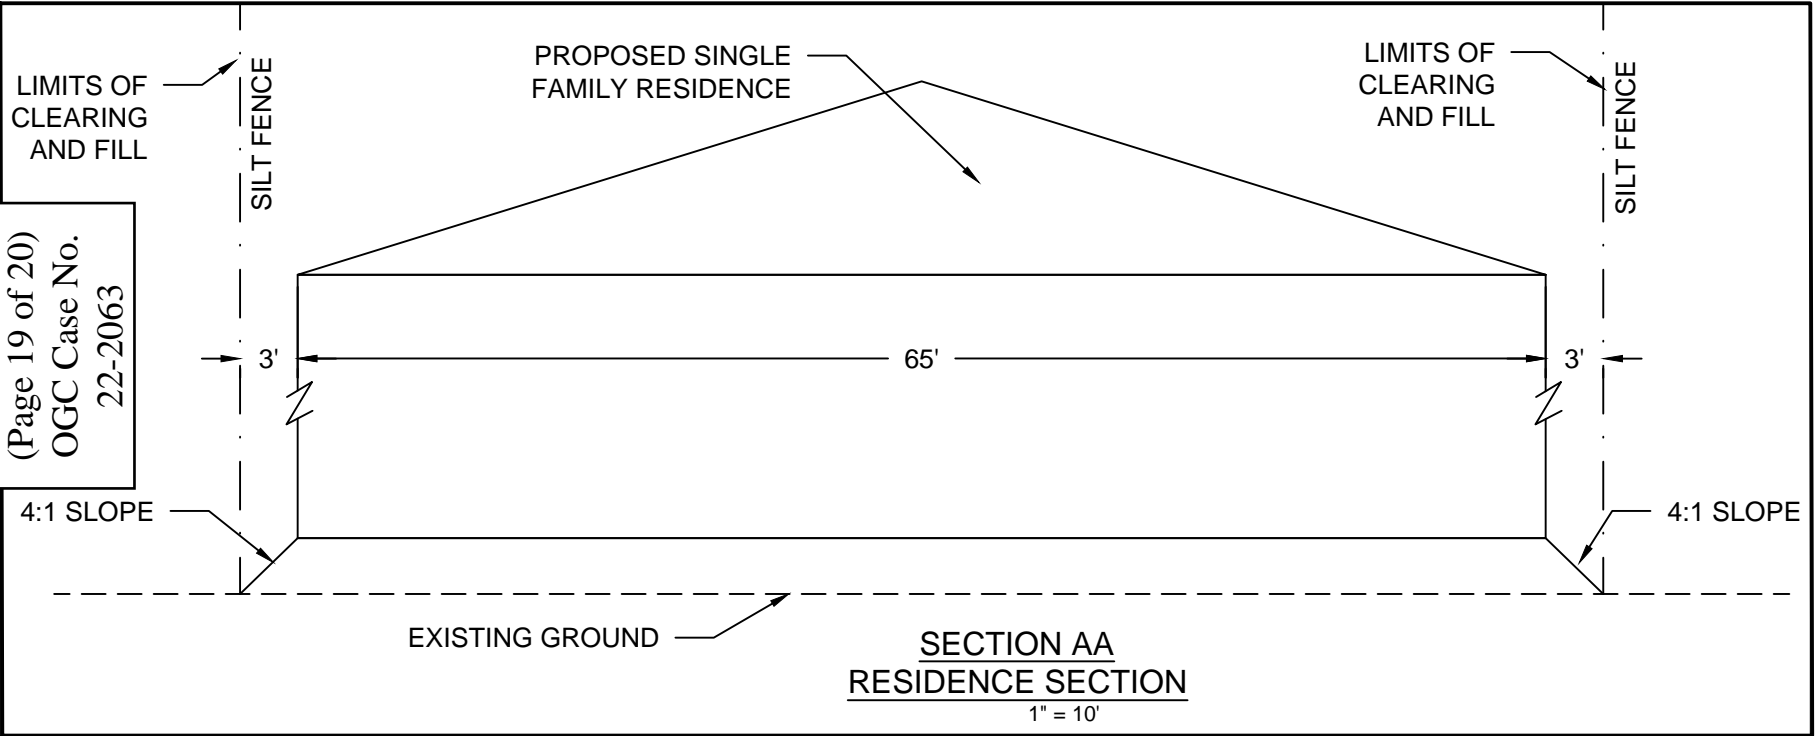 LIMITS OF
CLEARING
AND FILL
SILT FENCE
PROPOSED SINGLE
FAMILY RESIDENCE
LIMITS OF
CLEARING
AND FILL
SILT FENCE
(Page 19 of 20)
OGC Case No.
22-2063
3'
65'
3'
4:1 SLOPE
4:1 SLOPE
EXISTING GROUND
SECTION AA
RESIDENCE SECTION
1" = 10'